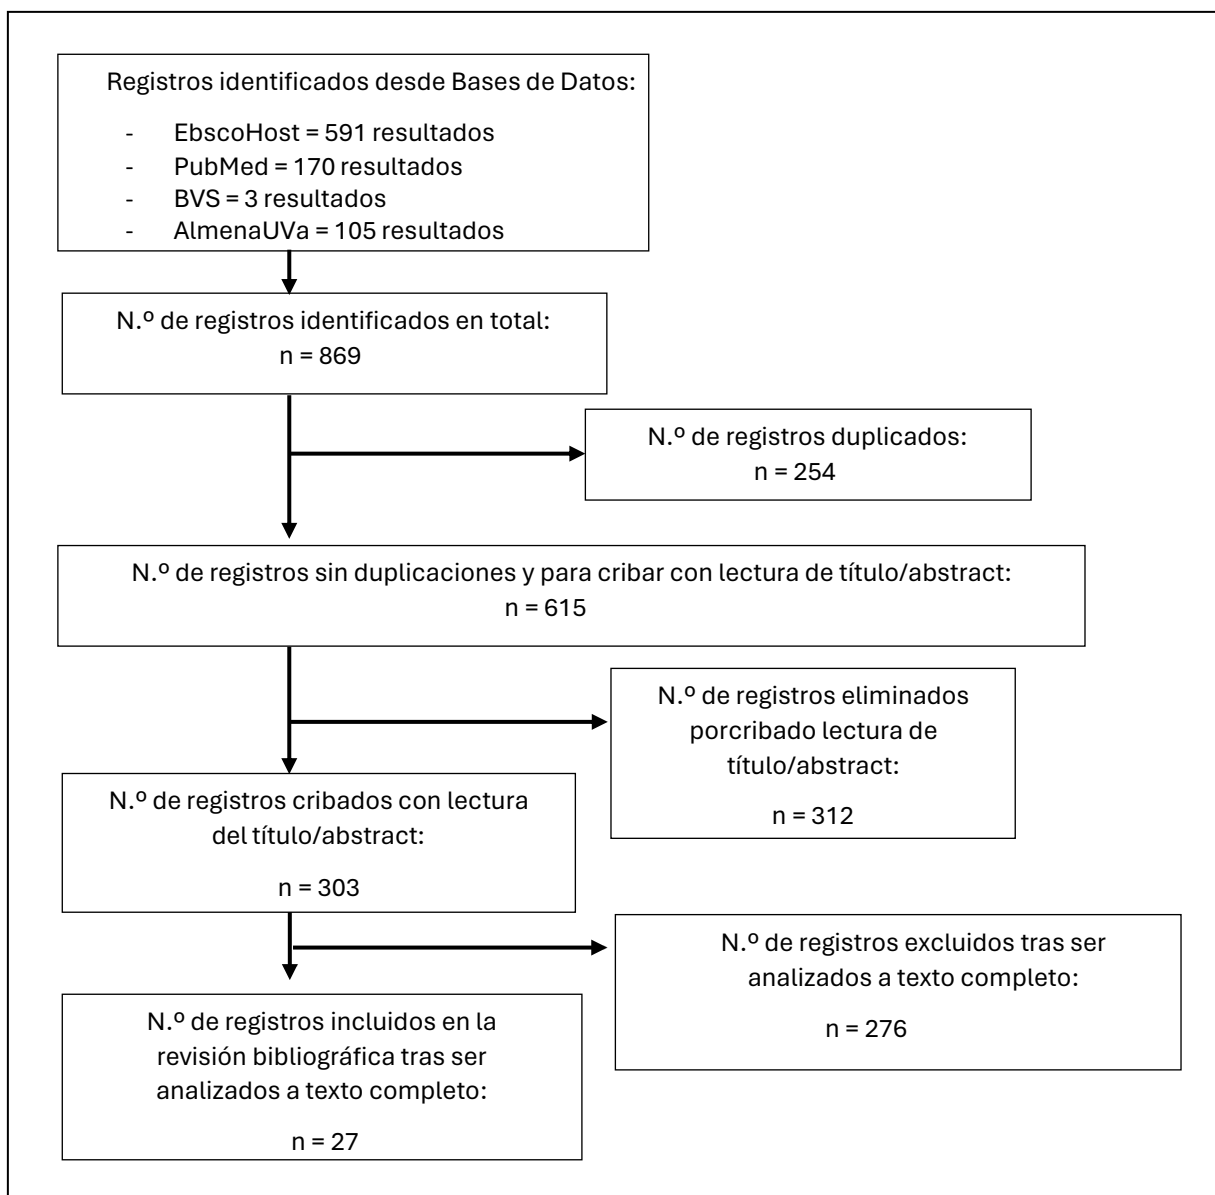 Registros identificados desde Bases de Datos:
- EbscoHost = 591 resultados
- PubMed = 170 resultados
- BVS = 3 resultados
- AlmenaUVa = 105 resultados
N.º de registros identificados en total:
n = 869
N.º de registros duplicados:
n = 254
N.º de registros sin duplicaciones y para cribar con lectura de título/abstract:
n = 615
N.º de registros eliminados
porcribado lectura de
título/abstract:
n = 312
N.º de registros cribados con lectura
del título/abstract:
n = 303
N.º de registros excluidos tras ser
analizados a texto completo:
n = 276
N.º de registros incluidos en la
revisión bibliográfica tras ser
analizados a texto completo:
n = 27